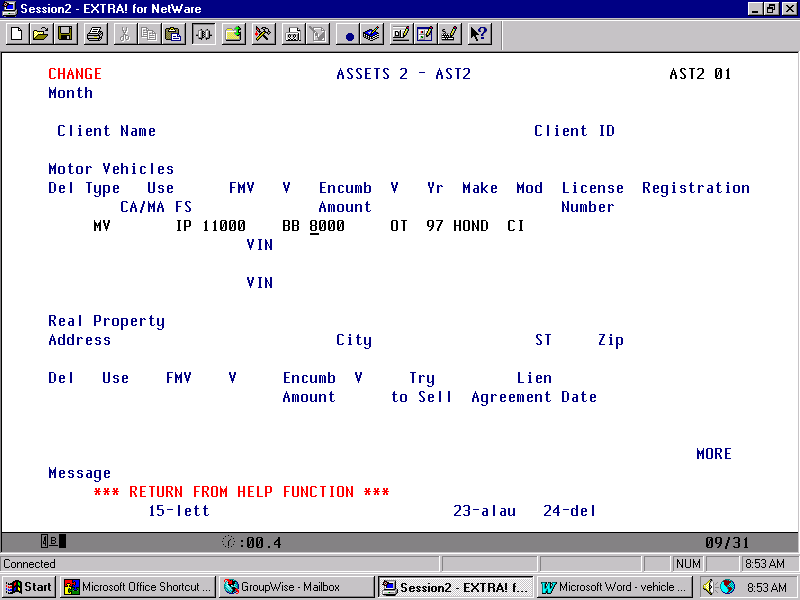 Session2 - EXTRA! for NetWare
CHANGE ASSETS 2 - AST2 AST2 01
Month
Client Name Client ID
Motor Vehicles
Del Type Use FMV V Encumb V Yr Make Mod License Registration
CA/MA FS Amount Number
MV IP 11000 BB 8000 OT 97 HOND CI
VIN
VIN
Real Property
Address City ST Zip
Del Use FMV V Encumb V Try Lien
Amount to Sell Agreement Date
MORE
Message
*** RETURN FROM HELP FUNCTION ***
15-lett 23-alau 24-del
4 B :00.4 09/31
Connected NUM 8:53 AM
Start Microsoft Office Shortcut ... GroupWise - Mailbox Session2 - EXTRA! f... Microsoft Word - vehicle ... 8:53 AM